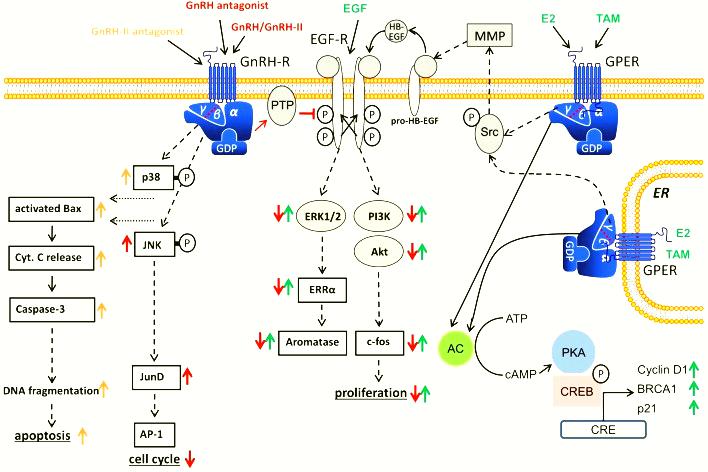 GnRH antagonist
GnRH-II antagonist
GnRH/GnRH-II
GnRH-R
γ β α
GDP
PTP
EGF
EGF-R
HB-
EGF
P
P
P
P
pro-HB-EGF
MMP
P
Src
E2
TAM
GPER
γ β α
GDP
ER
E2
TAM
GPER
γ β α
GDP
p38
P
activated Bax
JNK
P
Cyt. C release
Caspase-3
DNA fragmentation
apoptosis
JunD
AP-1
cell cycle
ERK1/2
ERRα
Aromatase
PI3K
Akt
c-fos
proliferation
AC
ATP
cAMP
PKA
P
CREB
CRE
Cyclin D1
BRCA1
p21